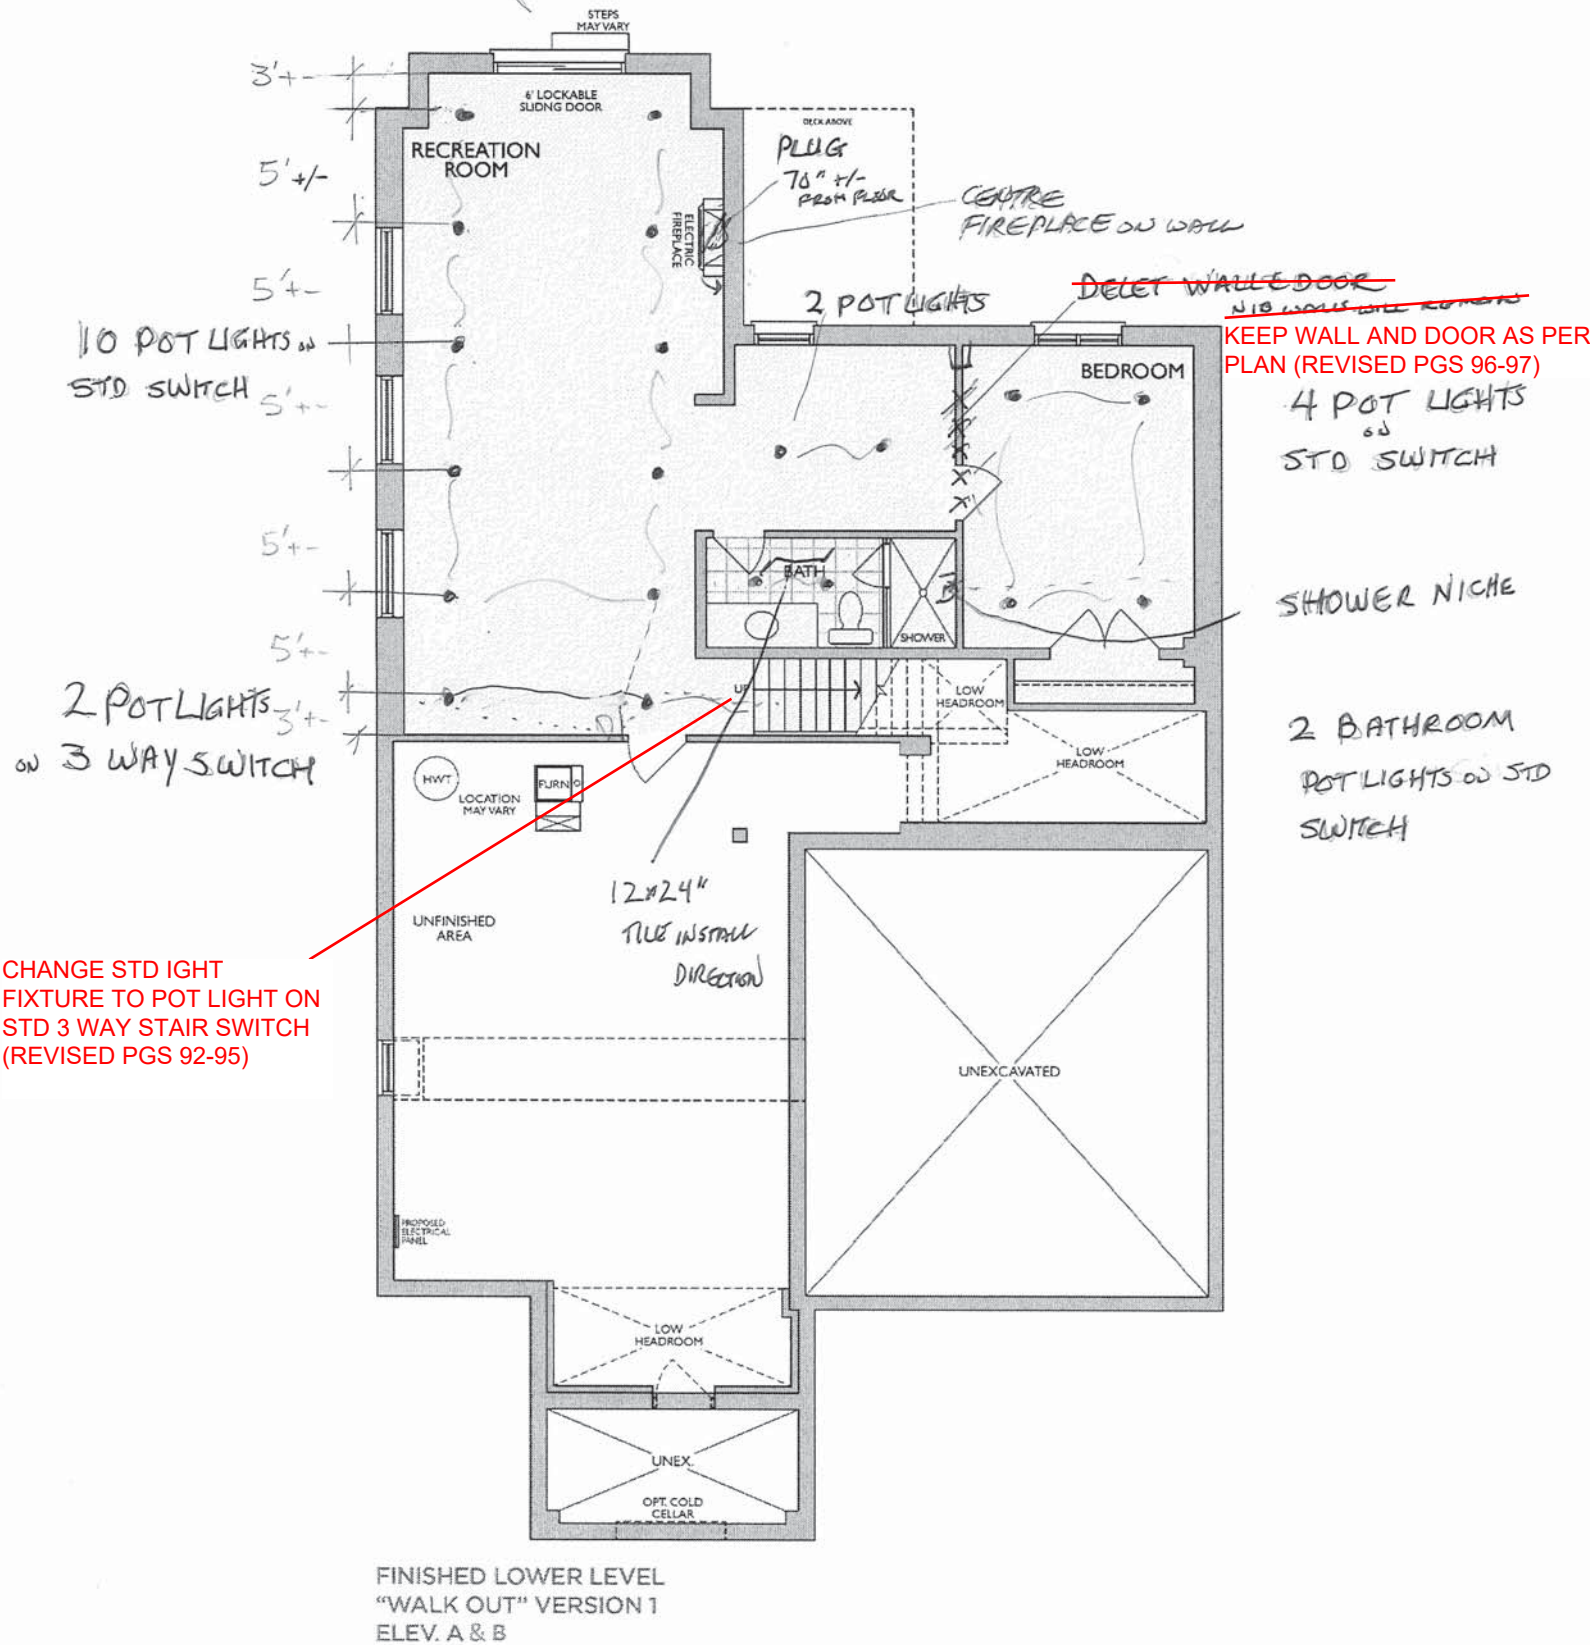 STEPS
MAY VARY
3'+-
6' LOCKABLE
SLIDNG DOOR
RECREATION
ROOM
5'+/-
DECK ABOVE
PLUG
70" +/-
FROM FLOOR
CENTRE
FIREPLACE ON WALL
ELECTRIC
FIREPLACE
5'+-
2 POT LIGHTS
DELET WALL & DOOR
NIB WALLS WILL REMAIN
KEEP WALL AND DOOR AS PER
PLAN (REVISED PGS 96-97)
10 POT LIGHTS ON
STD SWITCH
5'+-
BEDROOM
4 POT LIGHTS
ON
STD SWITCH
5'+-
BATH
SHOWER
SHOWER NICHE
5'+-
2 POT LIGHTS
ON 3 WAY SWITCH
3'+-
UP
LOW
HEADROOM
LOW
HEADROOM
2 BATHROOM
POT LIGHTS ON STD
SWITCH
HWT
LOCATION
MAY VARY
FURN
12x24"
TILE INSTALL
DIRECTION
UNFINISHED
AREA
CHANGE STD IGHT
FIXTURE TO POT LIGHT ON
STD 3 WAY STAIR SWITCH
(REVISED PGS 92-95)
UNEXCAVATED
PROPOSED
ELECTRICAL
PANEL
LOW
HEADROOM
UNEX.
OPT. COLD
CELLAR
FINISHED LOWER LEVEL
"WALK OUT" VERSION 1
ELEV. A & B